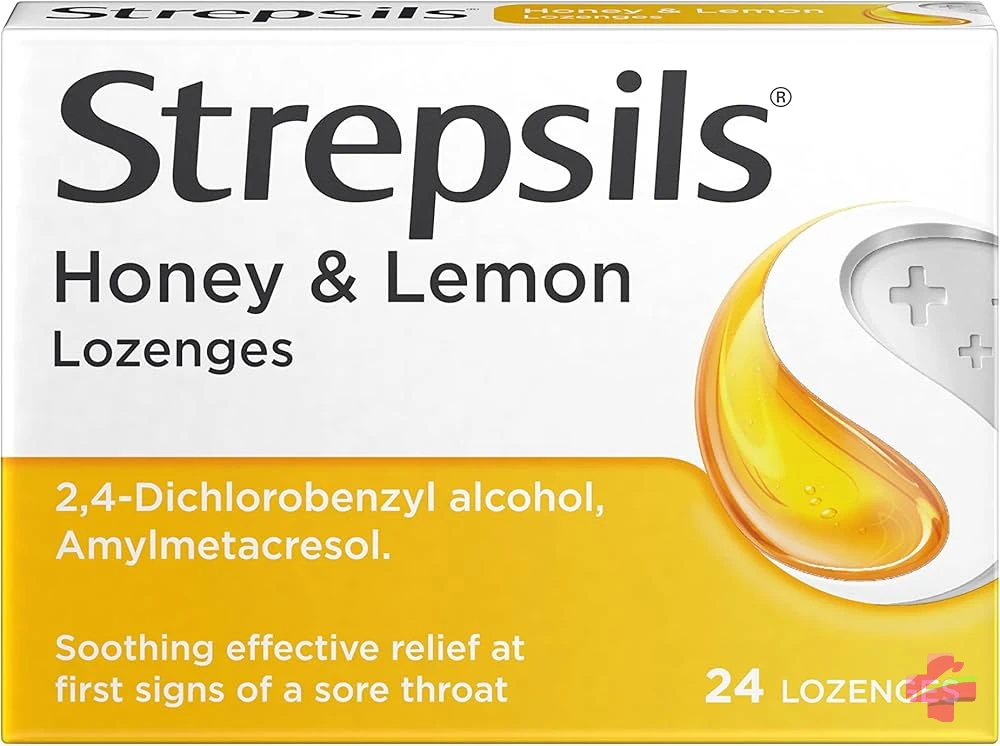 Strepsils™ Honey & Lemon
Lozenges
Strepsils®
Honey & Lemon
Lozenges
2,4-Dichlorobenzyl alcohol,
Amylmetacresol.
Soothing effective relief at
first signs of a sore throat
24 LOZENGES